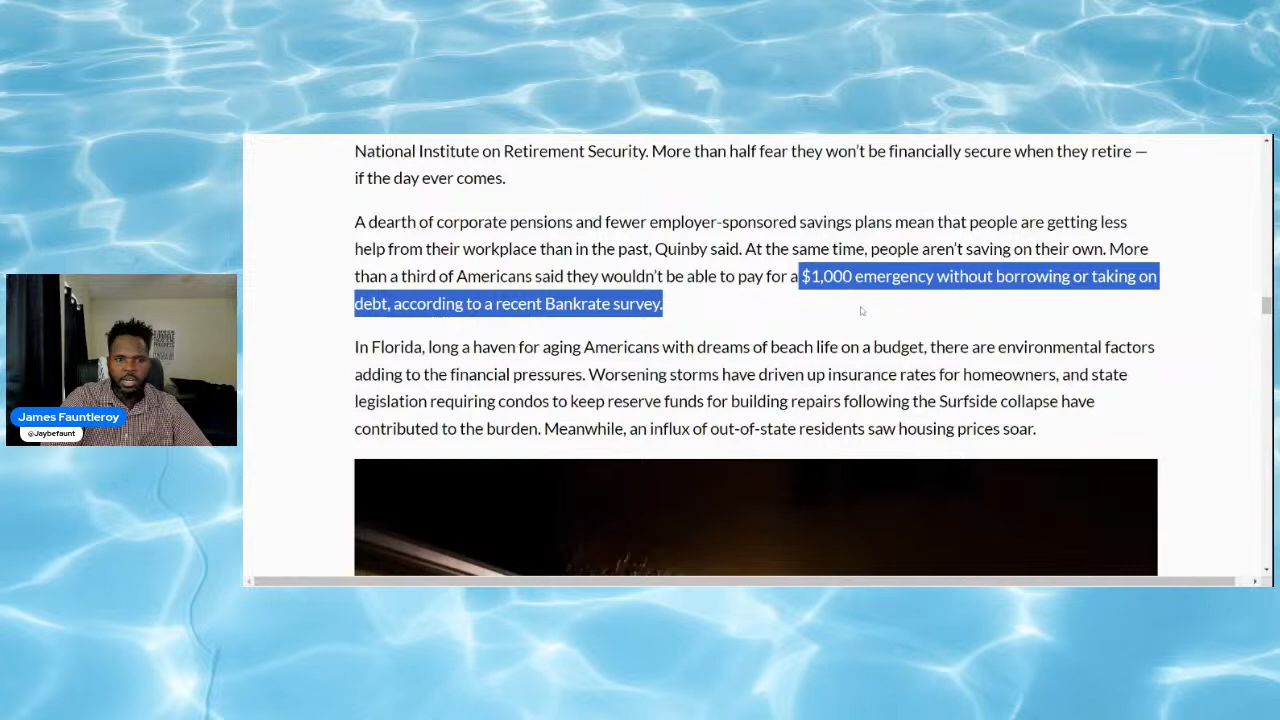 National Institute on Retirement Security. More than half fear they won’t be financially secure when they retire —
if the day ever comes.
A dearth of corporate pensions and fewer employer-sponsored savings plans mean that people are getting less
help from their workplace than in the past, Quinby said. At the same time, people aren’t saving on their own. More
than a third of Americans said they wouldn’t be able to pay for a $1,000 emergency without borrowing or taking on
debt, according to a recent Bankrate survey.
In Florida, long a haven for aging Americans with dreams of beach life on a budget, there are environmental factors
adding to the financial pressures. Worsening storms have driven up insurance rates for homeowners, and state
legislation requiring condos to keep reserve funds for building repairs following the Surfside collapse have
contributed to the burden. Meanwhile, an influx of out-of-state residents saw housing prices soar.
James Fauntleroy
@Jaybefaunt